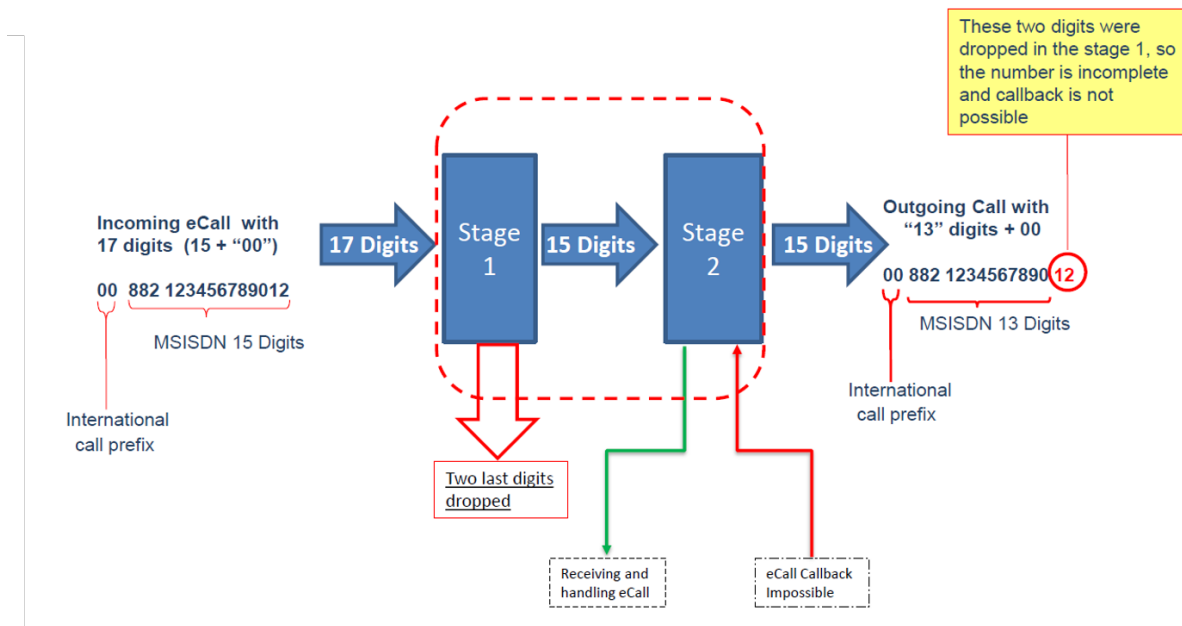 These two digits were
dropped in the stage 1, so
the number is incomplete
and callback is not
possible
Incoming eCall with
17 digits (15 + “00”)
00 882 123456789012
MSISDN 15 Digits
International
call prefix
17 Digits
Stage
1
15 Digits
Stage
2
15 Digits
Outgoing Call with
“13” digits + 00
00 882 1234567890 12
MSISDN 13 Digits
International
call prefix
Two last digits
dropped
Receiving and
handling eCall
eCall Callback
Impossible